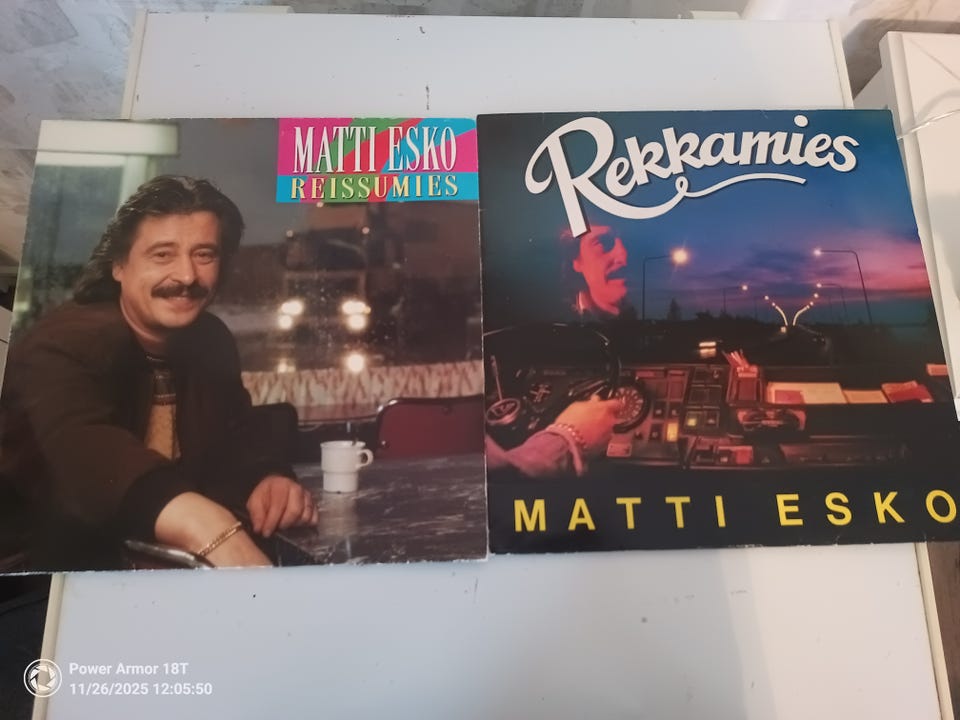 MATTI ESKO
REISSUMIES
Rekkamies
MATTI ESKO
Power Armor 18T
11/26/2025 12:05:50